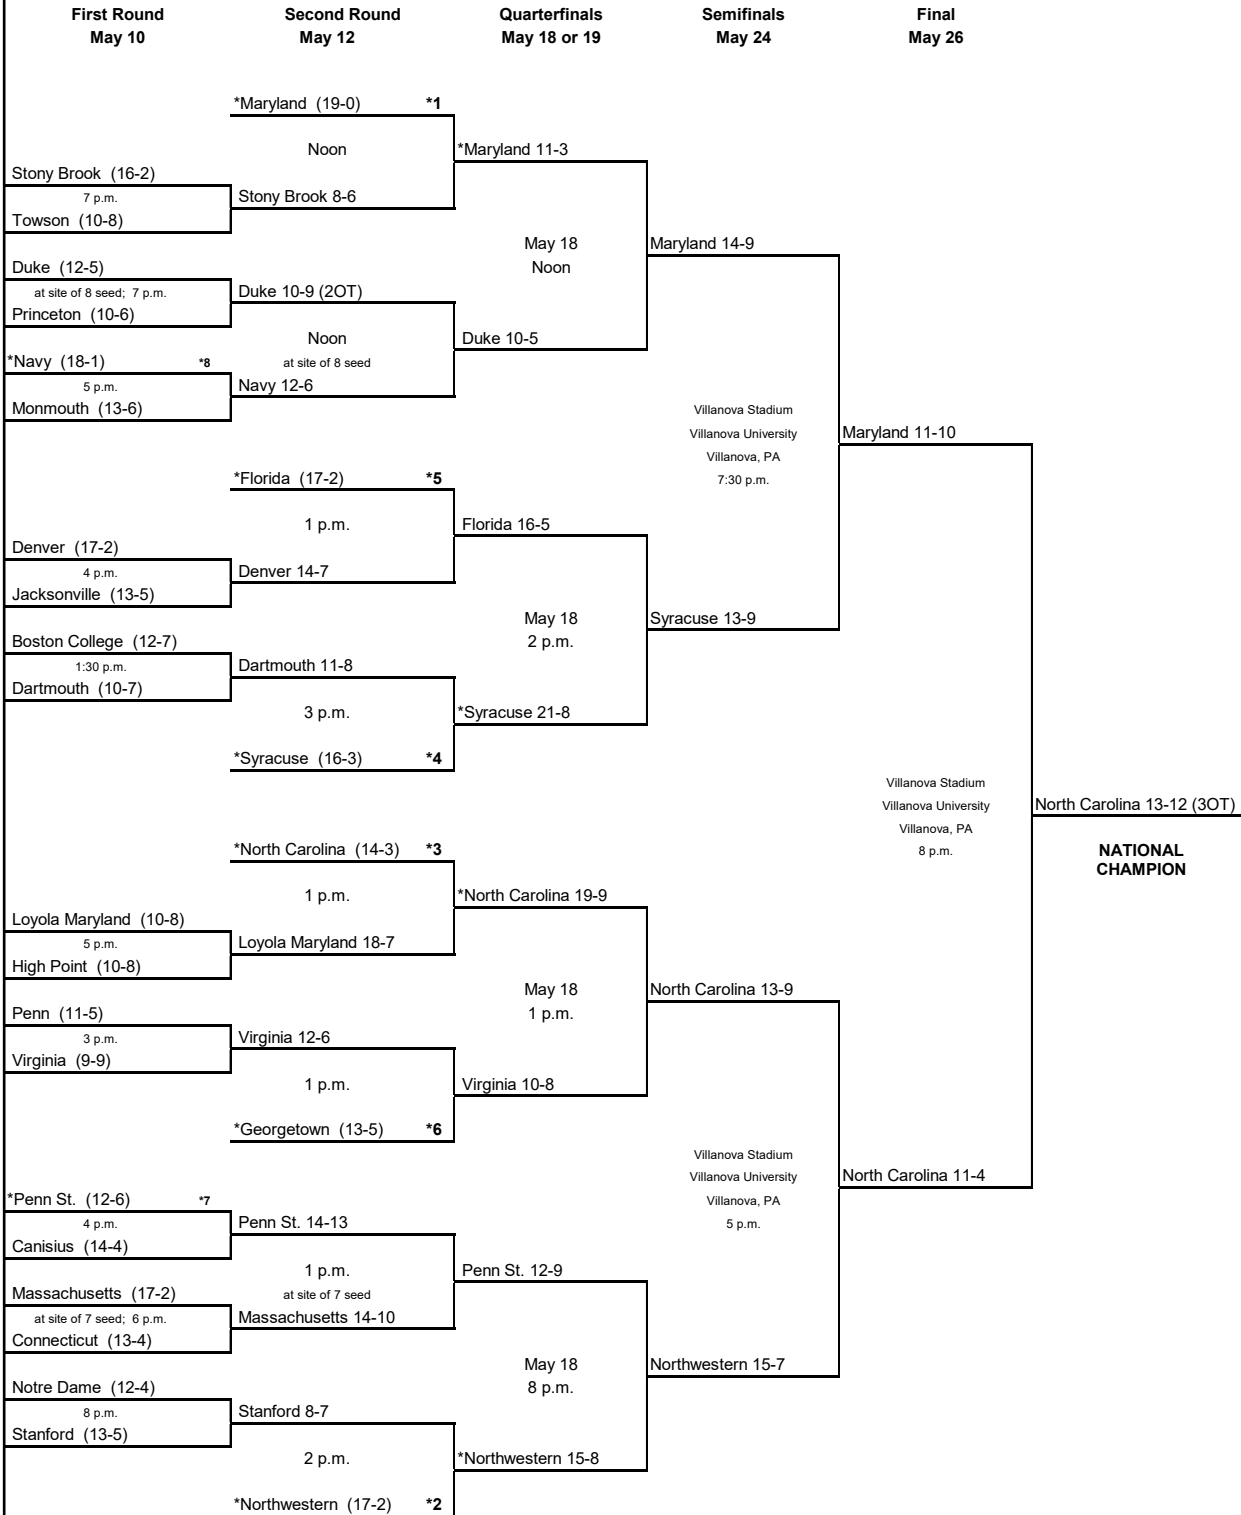 First Round Second Round Quarterfinals Semifinals Final
May 10 May 12 May 18 or 19 May 24 May 26
*Maryland (19-0) *1
Noon
*Maryland 11-3
Stony Brook (16-2)
7 p.m.
Stony Brook 8-6
Towson (10-8)
May 18
Noon
Maryland 14-9
Duke (12-5)
at site of 8 seed; 7 p.m.
Duke 10-9 (2OT)
Princeton (10-6)
Noon
at site of 8 seed
Duke 10-5
*Navy (18-1) *8
5 p.m.
Navy 12-6
Monmouth (13-6)
Villanova Stadium
Villanova University
Villanova, PA
7:30 p.m.
Maryland 11-10
*Florida (17-2) *5
1 p.m.
Florida 16-5
Denver (17-2)
4 p.m.
Denver 14-7
Jacksonville (13-5)
May 18
2 p.m.
Syracuse 13-9
Boston College (12-7)
1:30 p.m.
Dartmouth 11-8
Dartmouth (10-7)
3 p.m.
*Syracuse 21-8
*Syracuse (16-3) *4
Villanova Stadium
Villanova University
Villanova, PA
8 p.m.
North Carolina 13-12 (3OT)
NATIONAL
CHAMPION
*North Carolina (14-3) *3
1 p.m.
*North Carolina 19-9
Loyola Maryland (10-8)
5 p.m.
Loyola Maryland 18-7
High Point (10-8)
May 18
1 p.m.
North Carolina 13-9
Penn (11-5)
3 p.m.
Virginia 12-6
Virginia (9-9)
1 p.m.
Virginia 10-8
*Georgetown (13-5) *6
Villanova Stadium
Villanova University
Villanova, PA
5 p.m.
North Carolina 11-4
*Penn St. (12-6) *7
4 p.m.
Penn St. 14-13
Canisius (14-4)
1 p.m.
at site of 7 seed
Penn St. 12-9
Massachusetts (17-2)
at site of 7 seed; 6 p.m.
Massachusetts 14-10
Connecticut (13-4)
May 18
8 p.m.
Northwestern 15-7
Notre Dame (12-4)
8 p.m.
Stanford 8-7
Stanford (13-5)
2 p.m.
*Northwestern 15-8
*Northwestern (17-2) *2